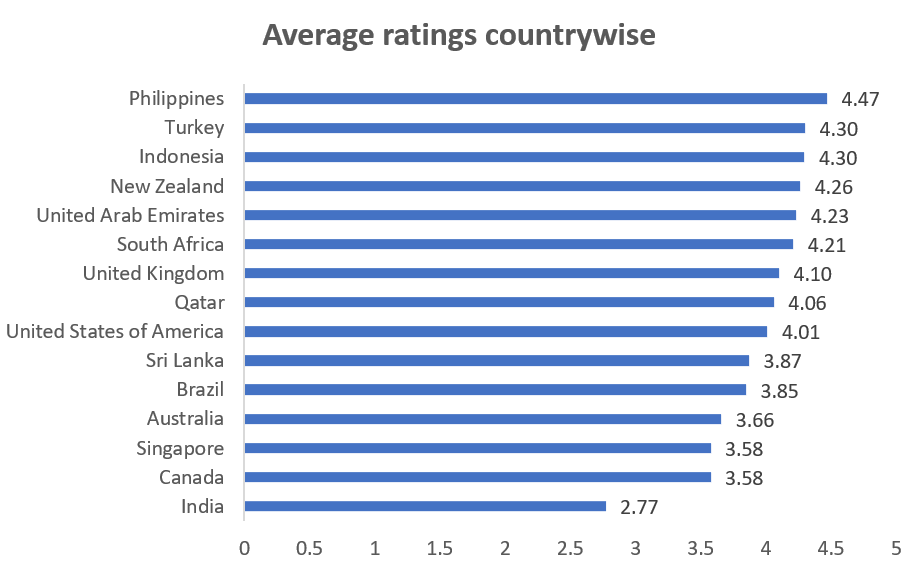 Average ratings countrywise
Philippines 4.47
Turkey 4.30
Indonesia 4.30
New Zealand 4.26
United Arab Emirates 4.23
South Africa 4.21
United Kingdom 4.10
Qatar 4.06
United States of America 4.01
Sri Lanka 3.87
Brazil 3.85
Australia 3.66
Singapore 3.58
Canada 3.58
India 2.77
0 0.5 1 1.5 2 2.5 3 3.5 4 4.5 5